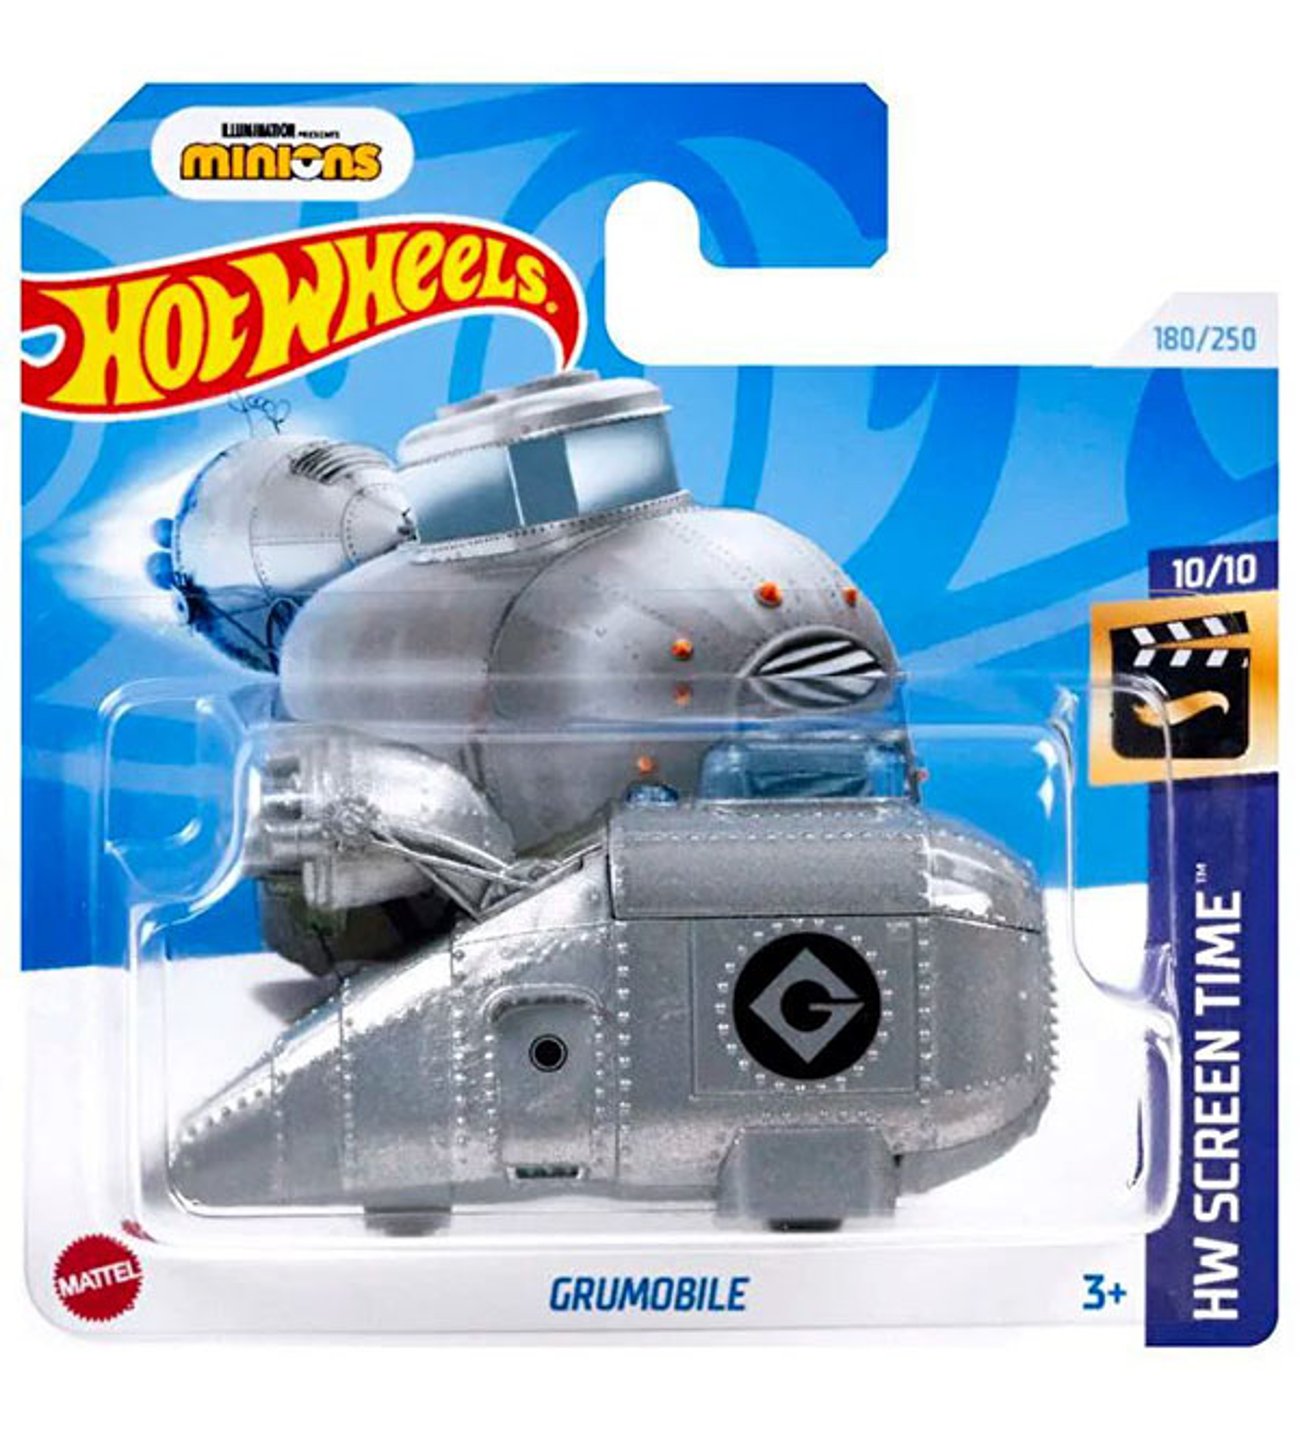 ILLUMINATION PRESENTS
minions
HOT WHEELS
180/250
10/10
HW SCREEN TIME™
G
MATTEL
GRUMOBILE
3+